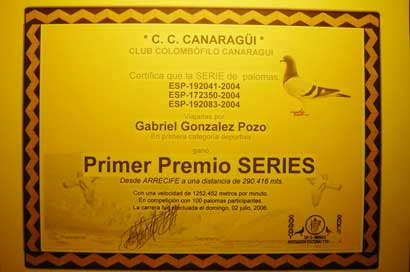 * C. C. CANARAGÜI *
CLUB COLOMBÓFILO CANARAGUI
Certifica que la SERIE de palomas
ESP-192041-2004
ESP-172350-2004
ESP-192083-2004
Viajadas por
Gabriel Gonzalez Pozo
En primera categoría deportiva
ganó
Primer Premio SERIES
Desde ARRECIFE a una distancia de 290.416 mts.
Con una velocidad de 1252,452 metros por minuto.
En competición con 100 palomas participantes.
La carrera fue efectuada el domingo, 02 julio, 2006.